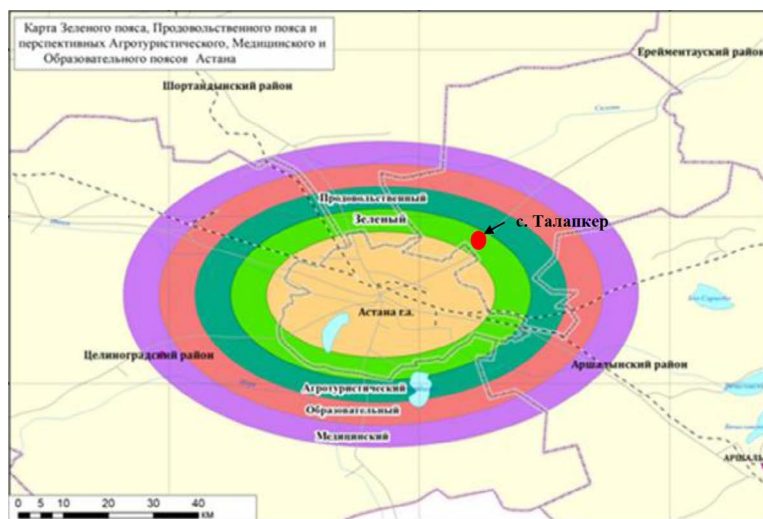 Карта Зеленого пояса, Продовольственного пояса и
перспективных Агротуристического, Медицинского и
Образовательного поясов Астана
Ерейментауский район
Шортандинский район
Продовольственный
Зеленый
с. Талапкер
Астана г.а.
Целиноградский район
Аршалынский район
Агротуристический
Образовательный
Медицинский
0 5 10 20 30 40
КМ